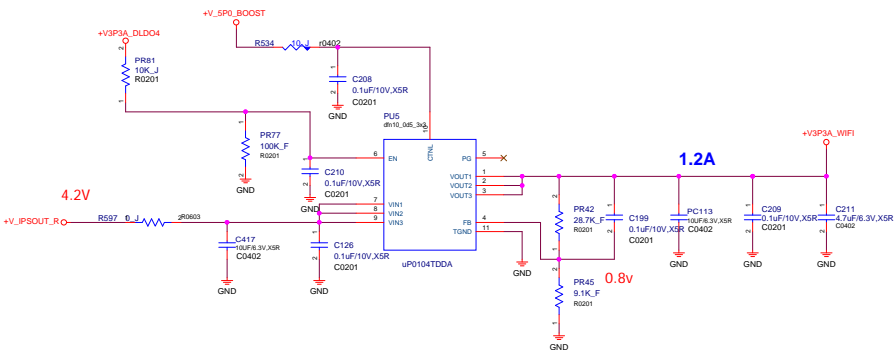 +V_5P0_BOOST
+V3P3A_DLDO4
R534 10_J r0402
PR81
10K_J
R0201
C208
0.1uF/10V,X5R
C0201
GND
PU5
dfn10_0d5_3x3
10
CTNL
PR77
100K_F
R0201
GND
C210
0.1uF/10V,X5R
C0201
GND
6 EN
PG 5
VOUT1 1
VOUT2 2
VOUT3 3
FB 4
TGND 11
7 VIN1
8 VIN2
9 VIN3
uP0104TDDA
4.2V
+V_IPSOUT_R
R597 0_J 2 R0603
C417
10UF/6.3V,X5R
C0402
GND
C126
0.1uF/10V,X5R
C0201
GND
GND
1.2A
+V3P3A_WIFI
PR42
28.7K_F
R0201
C199
0.1uF/10V,X5R
C0201
PC113
10UF/6.3V,X5R
C0402
GND
C209
0.1uF/10V,X5R
C0201
GND
C211
4.7uF/6.3V,X5R
C0402
GND
0.8v
PR45
9.1K_F
R0201
GND